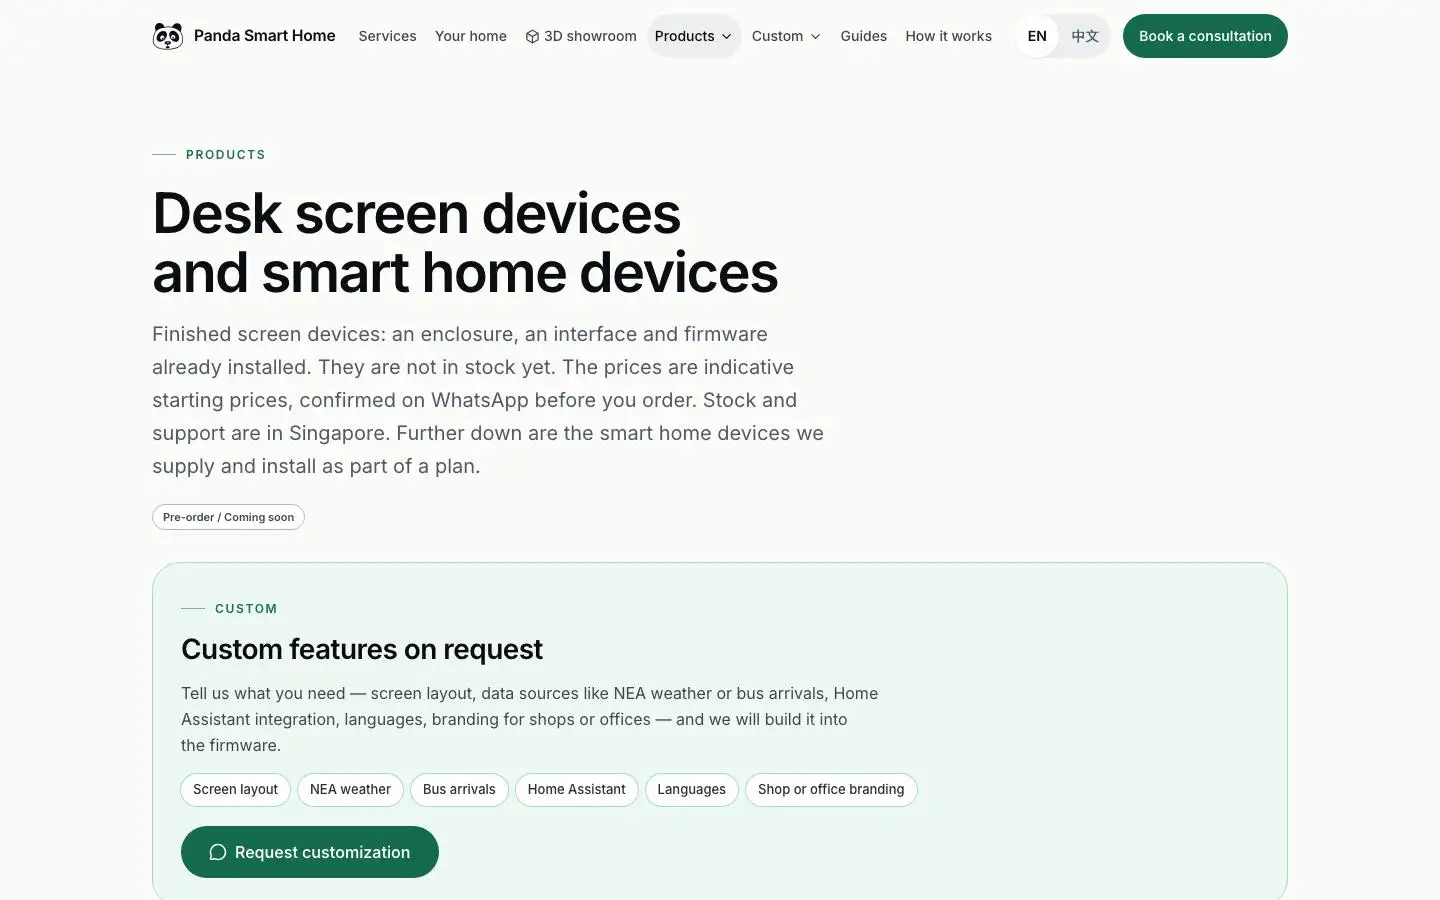 Panda Smart Home
Services
Your home
3D showroom
Products
Custom
Guides
How it works
EN
中文
Book a consultation
PRODUCTS
Desk screen devices
and smart home devices
Finished screen devices: an enclosure, an interface and firmware
already installed. They are not in stock yet. The prices are indicative
starting prices, confirmed on WhatsApp before you order. Stock and
support are in Singapore. Further down are the smart home devices we
supply and install as part of a plan.
Pre-order / Coming soon
CUSTOM
Custom features on request
Tell us what you need — screen layout, data sources like NEA weather or bus arrivals, Home
Assistant integration, languages, branding for shops or offices — and we will build it into
the firmware.
Screen layout
NEA weather
Bus arrivals
Home Assistant
Languages
Shop or office branding
Request customization